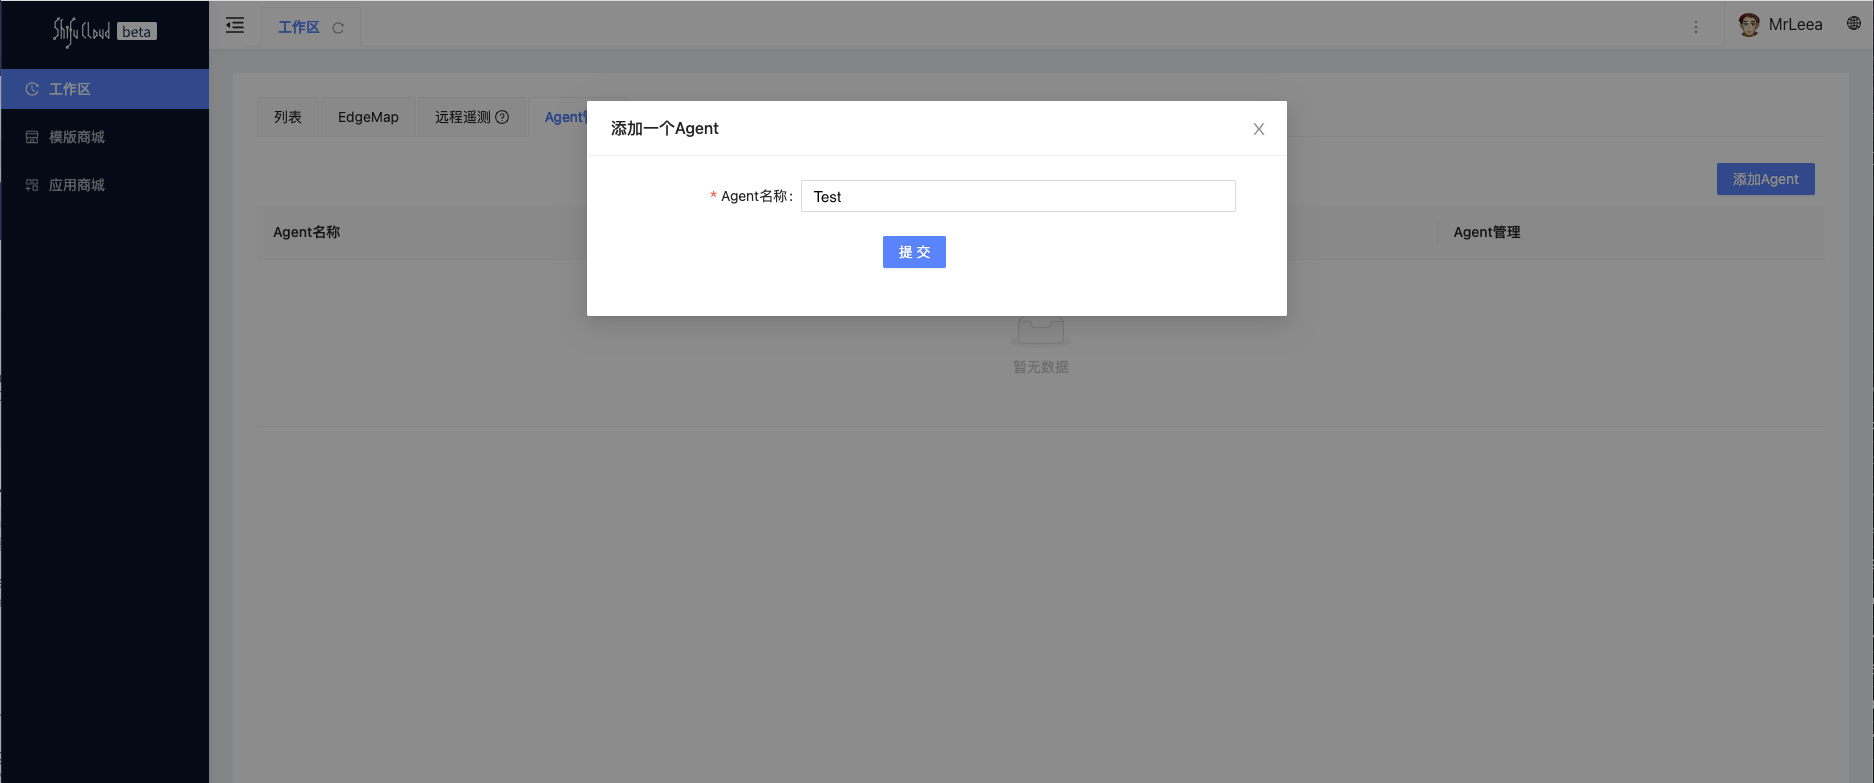 Shifu Cloud beta
工作区
MrLeea
工作区
模版商城
应用商城
列表
EdgeMap
远程遥测
Agent
添加一个Agent
* Agent名称:
Test
提 交
添加Agent
Agent名称
Agent管理
暂无数据